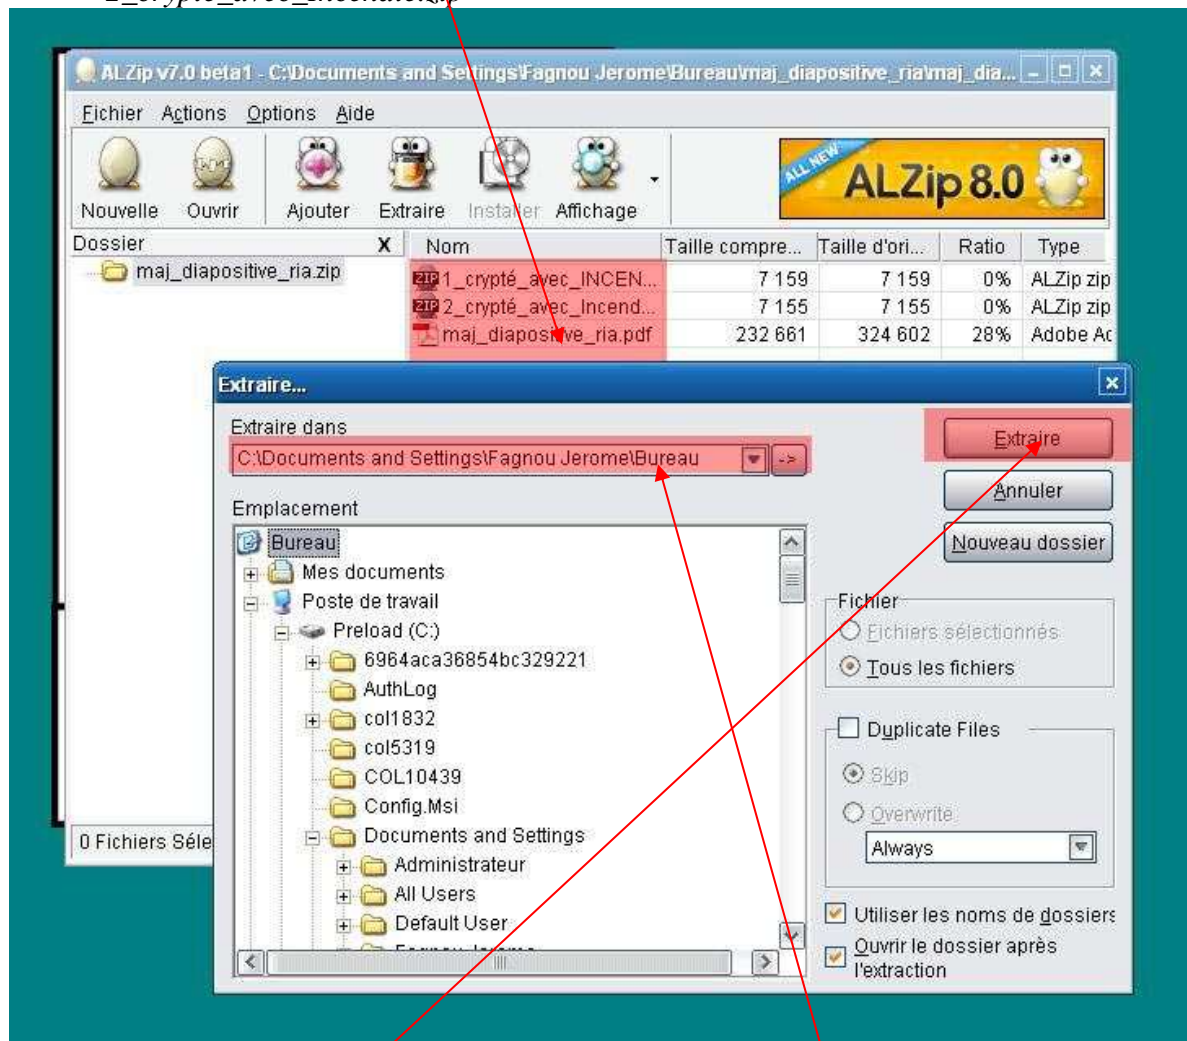 2_crypté_avec_Incendie.zip
ALZip v7.0 beta1 - C:\Documents and Settings\Fagnou Jerome\Bureau\maj_diapositive_ria\maj_dia...
Fichier Actions Options Aide
ALL NEW
ALZip 8.0
Nouvelle Ouvrir Ajouter Extraire Installer Affichage
Dossier X Nom Taille compre... Taille d'ori... Ratio Type
maj_diapositive_ria.zip
1_crypté_avec_INCEN... 7 159 7 159 0% ALZip zip
2_crypté_avec_Incend... 7 155 7 155 0% ALZip zip
maj_diapositive_ria.pdf 232 661 324 602 28% Adobe Ac
Extraire...
Extraire dans
C:\Documents and Settings\Fagnou Jerome\Bureau ->
Extraire
Annuler
Nouveau dossier
Emplacement
Bureau
Mes documents
Poste de travail
Preload (C:)
6964aca36854bc329221
AuthLog
col1832
col5319
COL10439
Config.Msi
Documents and Settings
Administrateur
All Users
Default User
Fagnou Jerome
Fichier
Fichiers sélectionnés
Tous les fichiers
Duplicate Files
Skip
Overwrite
Always
Utiliser les noms de dossiers
Ouvrir le dossier après
l'extraction
0 Fichiers Séle